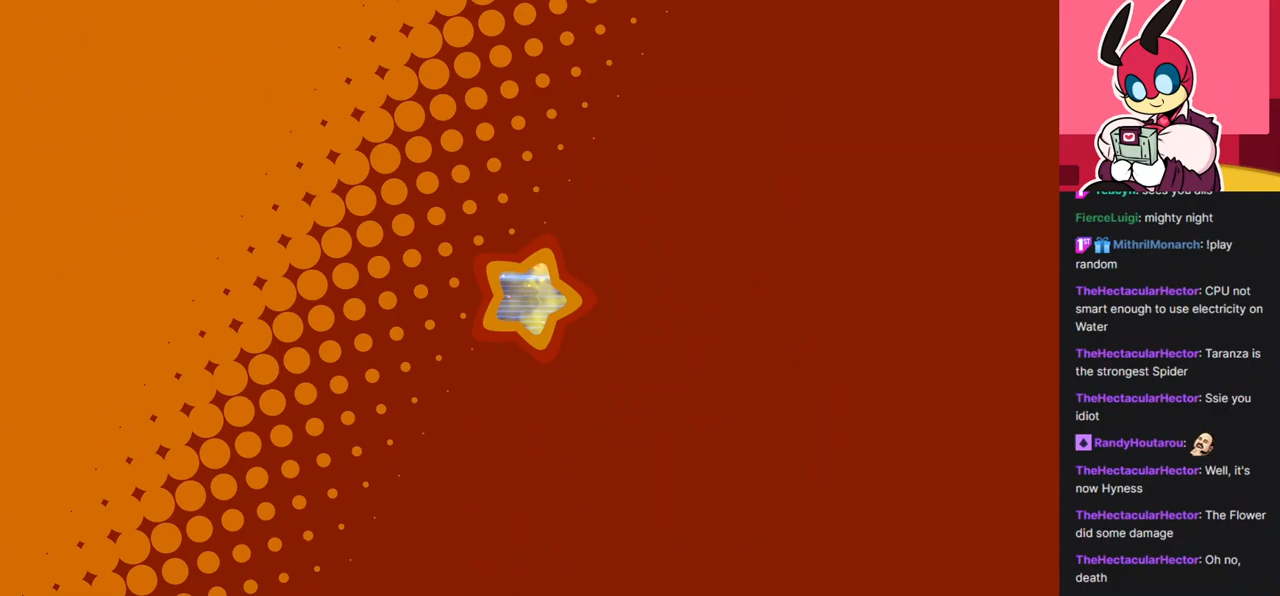 FierceLuigi: mighty night
MithrilMonarch: !play
random
TheHectacularHector: CPU not
smart enough to use electricity on
Water
TheHectacularHector: Taranza is
the strongest Spider
TheHectacularHector: Ssie you
idiot
RandyHoutarou:
TheHectacularHector: Well, it's
now Hyness
TheHectacularHector: The Flower
did some damage
TheHectacularHector: Oh no,
death